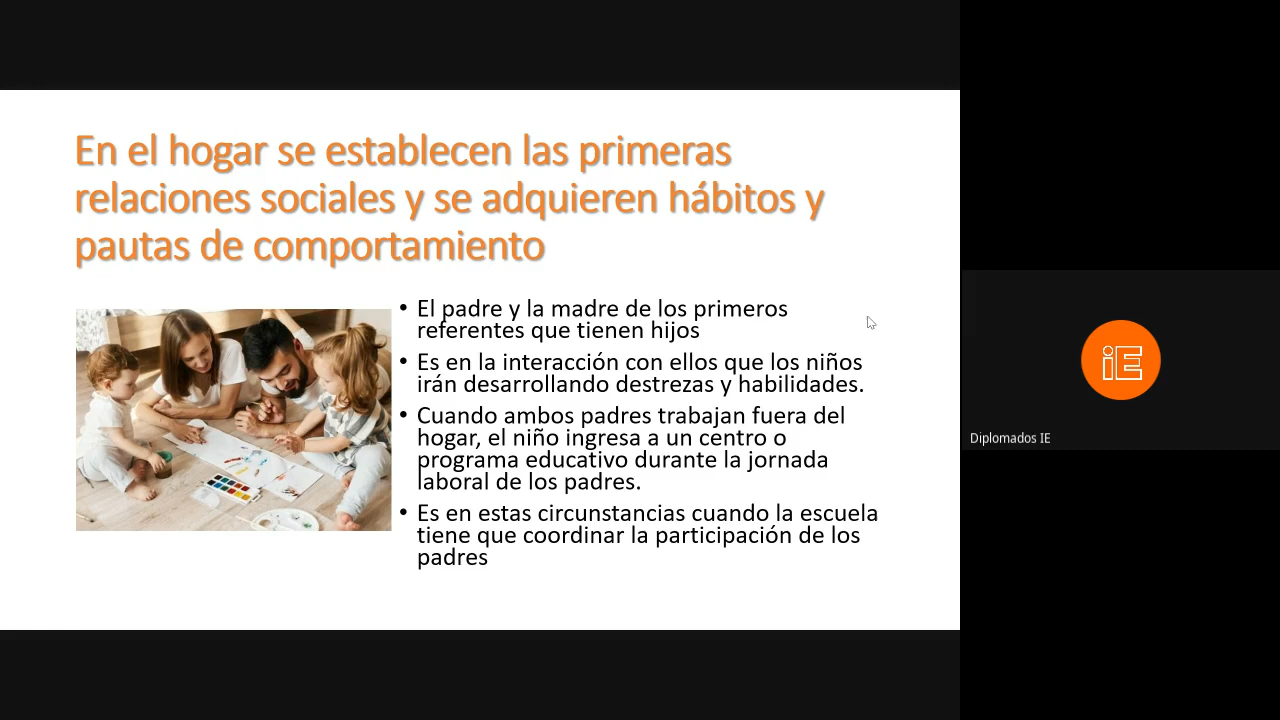 En el hogar se establecen las primeras
relaciones sociales y se adquieren hábitos y
pautas de comportamiento
• El padre y la madre de los primeros
referentes que tienen hijos
• Es en la interacción con ellos que los niños
irán desarrollando destrezas y habilidades.
• Cuando ambos padres trabajan fuera del
hogar, el niño ingresa a un centro o
programa educativo durante la jornada
laboral de los padres.
• Es en estas circunstancias cuando la escuela
tiene que coordinar la participación de los
padres
iE
Diplomados IE